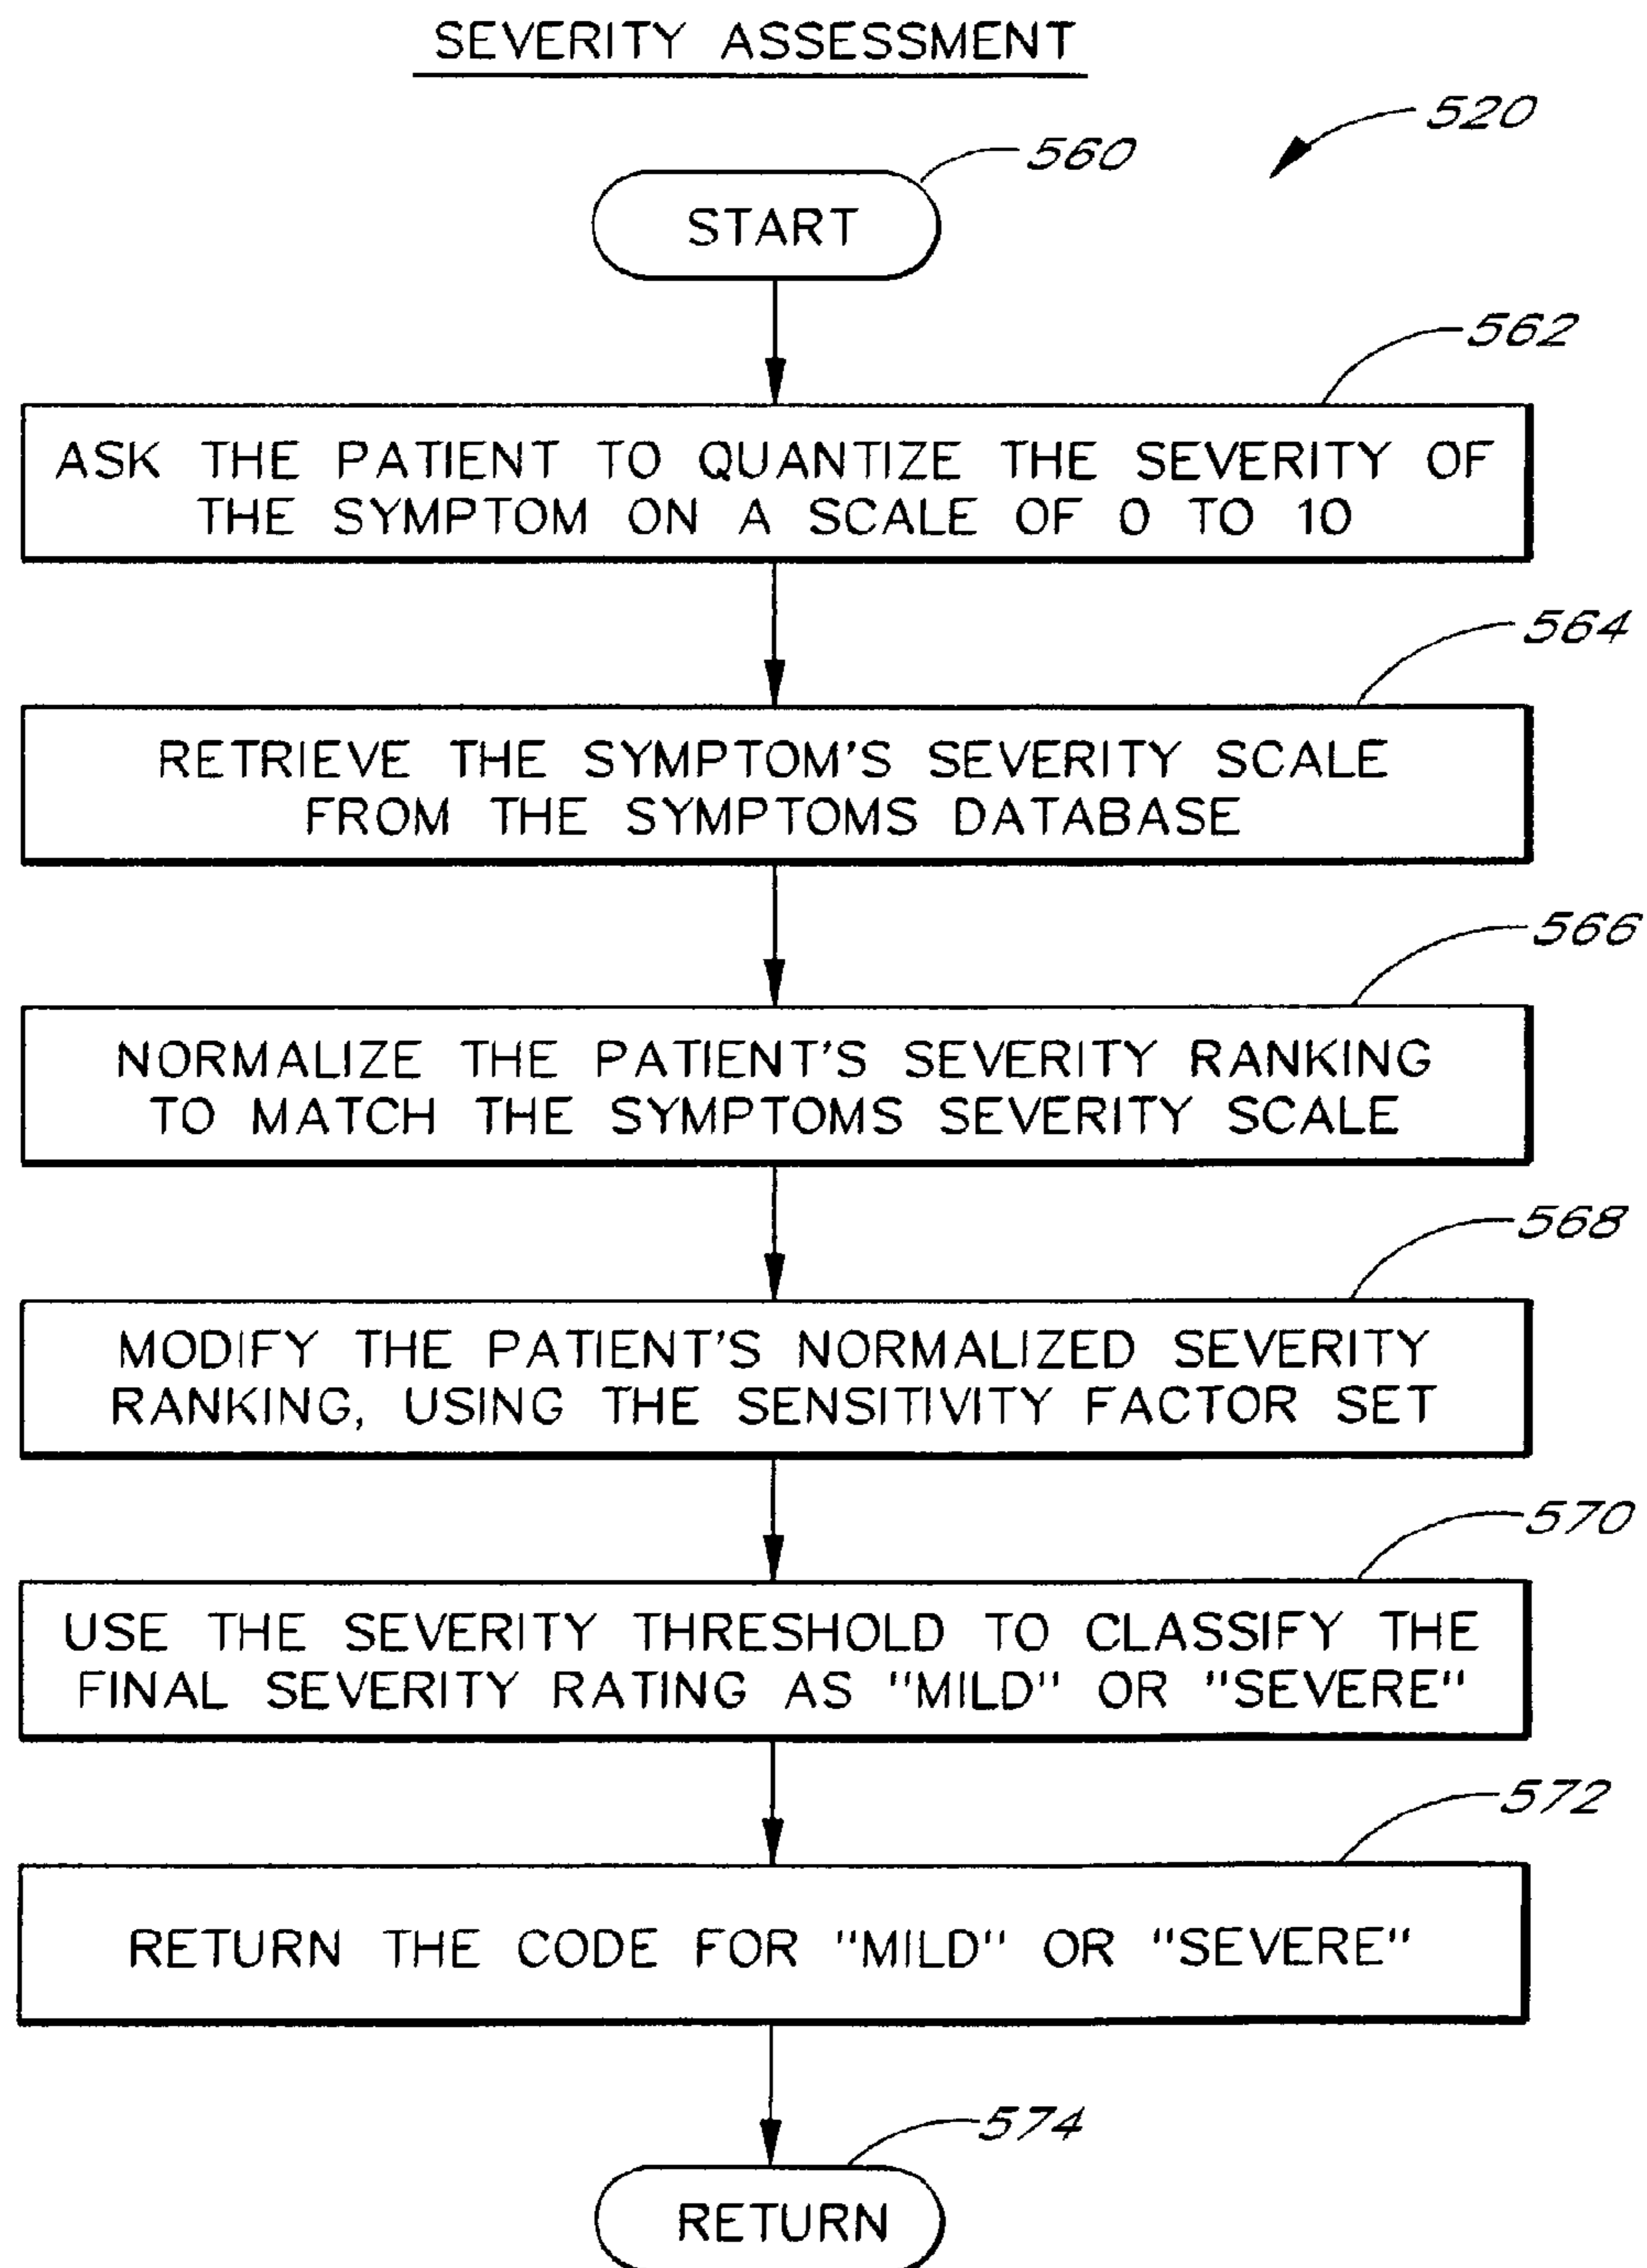 SEVERITY ASSESSMENT
520
560
START
562
ASK THE PATIENT TO QUANTIZE THE SEVERITY OF
THE SYMPTOM ON A SCALE OF 0 TO 10
564
RETRIEVE THE SYMPTOM'S SEVERITY SCALE
FROM THE SYMPTOMS DATABASE
566
NORMALIZE THE PATIENT'S SEVERITY RANKING
TO MATCH THE SYMPTOMS SEVERITY SCALE
568
MODIFY THE PATIENT'S NORMALIZED SEVERITY
RANKING, USING THE SENSITIVITY FACTOR SET
570
USE THE SEVERITY THRESHOLD TO CLASSIFY THE
FINAL SEVERITY RATING AS "MILD" OR "SEVERE"
572
RETURN THE CODE FOR "MILD" OR "SEVERE"
574
RETURN